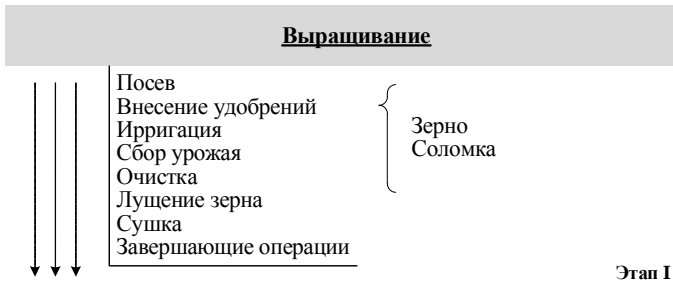 Выращивание
Посев
Внесение удобрений
Ирригация
Сбор урожая
Очистка
Лущение зерна
Сушка
Завершающие операции
Зерно
Соломка
Этап I